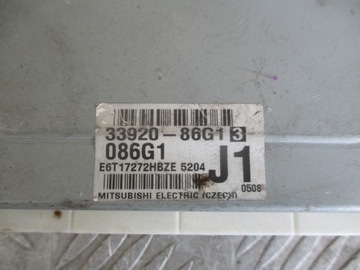 33920-86G1 3
086G1
E6T17272HBZE 5204
J1
0508
MITSUBISHI ELECTRIC (CZECH)